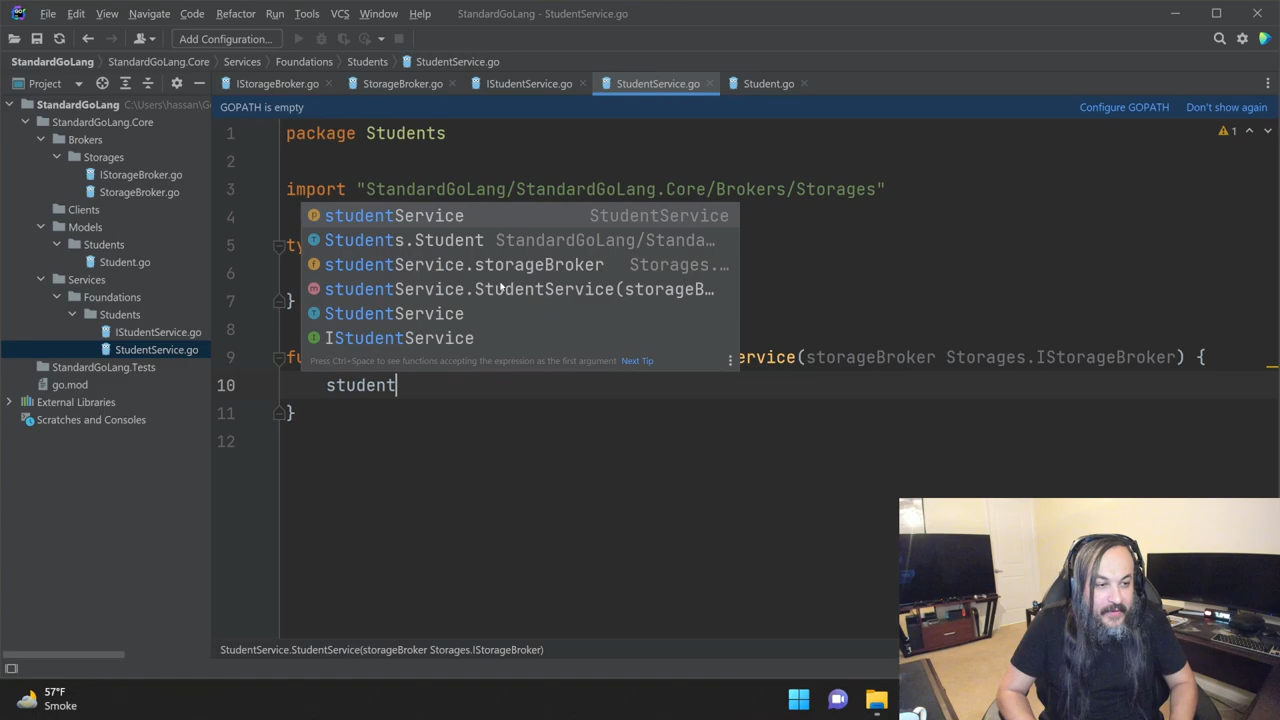 File Edit View Navigate Code Refactor Run Tools VCS Window Help StandardGoLang - StudentService.go
Add Configuration...
StandardGoLang StandardGoLang.Core Services Foundations Students StudentService.go
Project IStorageBroker.go StorageBroker.go IStudentService.go StudentService.go Student.go
StandardGoLang C:\Users\hassan\Go
GOPATH is empty Configure GOPATH Don't show again
StandardGoLang.Core
Brokers
Storages
IStorageBroker.go
StorageBroker.go
Clients
Models
Students
Student.go
Services
Foundations
Students
IStudentService.go
StudentService.go
StandardGoLang.Tests
go.mod
External Libraries
Scratches and Consoles
1 package Students
1
2
3 import "StandardGoLang/StandardGoLang.Core/Brokers/Storages"
4
5 ty
6
7 }
8
9 fu ervice(storageBroker Storages.IStorageBroker) {
10 student
11 }
12
studentService StudentService
Students.Student StandardGoLang/Standa...
studentService.storageBroker Storages....
studentService.StudentService(storageB...
StudentService
IStudentService
Press Ctrl+Space to see functions accepting the expression as the first argument Next Tip
StudentService.StudentService(storageBroker Storages.IStorageBroker)
57°F
Smoke